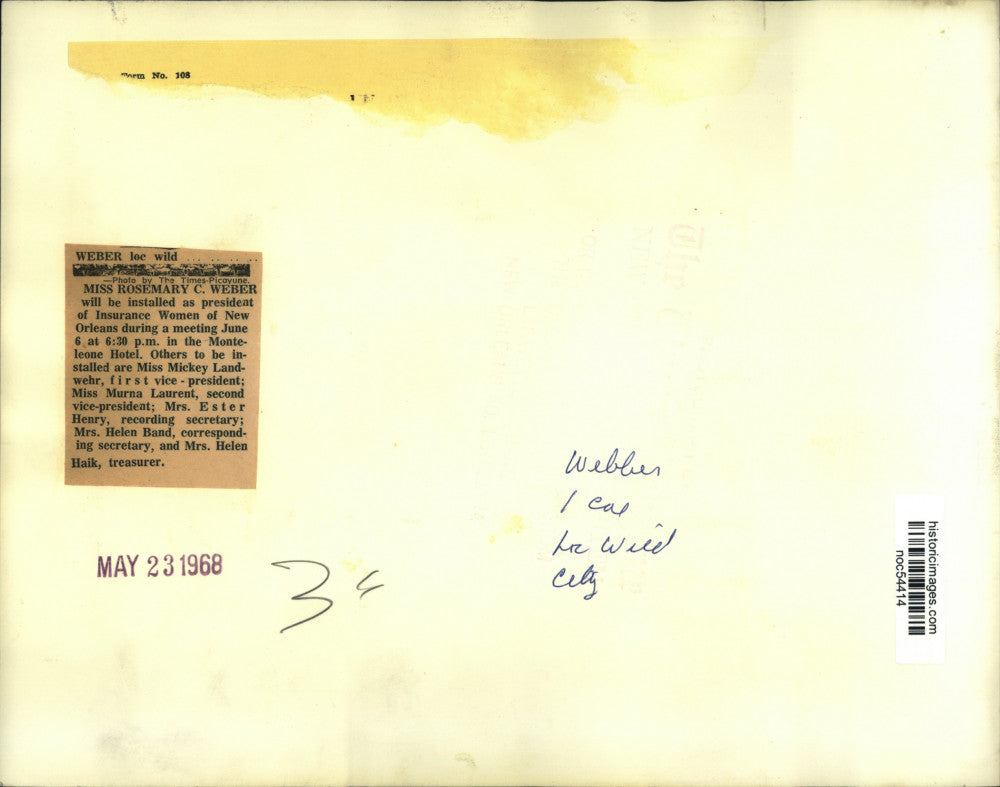 Form No. 108
WEBER loc wild ... .. .. ..
—Photo by The Times-Picayune.
MISS ROSEMARY C. WEBER
will be installed as president
of Insurance Women of New
Orleans during a meeting June
6 at 6:30 p.m. in the Monte-
leone Hotel. Others to be in-
stalled are Miss Mickey Land-
wehr, first vice - president;
Miss Murna Laurent, second
vice-president; Mrs. Ester
Henry, recording secretary;
Mrs. Helen Band, correspond-
ing secretary, and Mrs. Helen
Haik, treasurer.
MAY 23 1968
3"
Webber
1 col
Loc Wild
City
historicimages.com
noc54414